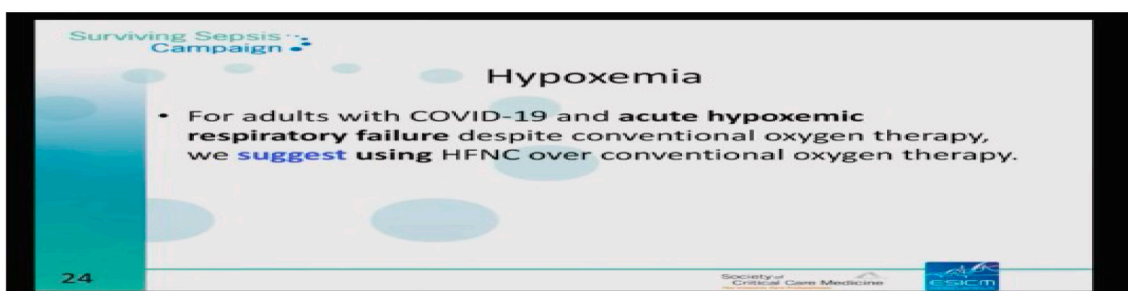 Surviving Sepsis
Campaign
Hypoxemia
• For adults with COVID-19 and acute hypoxemic
respiratory failure despite conventional oxygen therapy,
we suggest using HFNC over conventional oxygen therapy.
24
Society of
Critical Care Medicine
ESICM